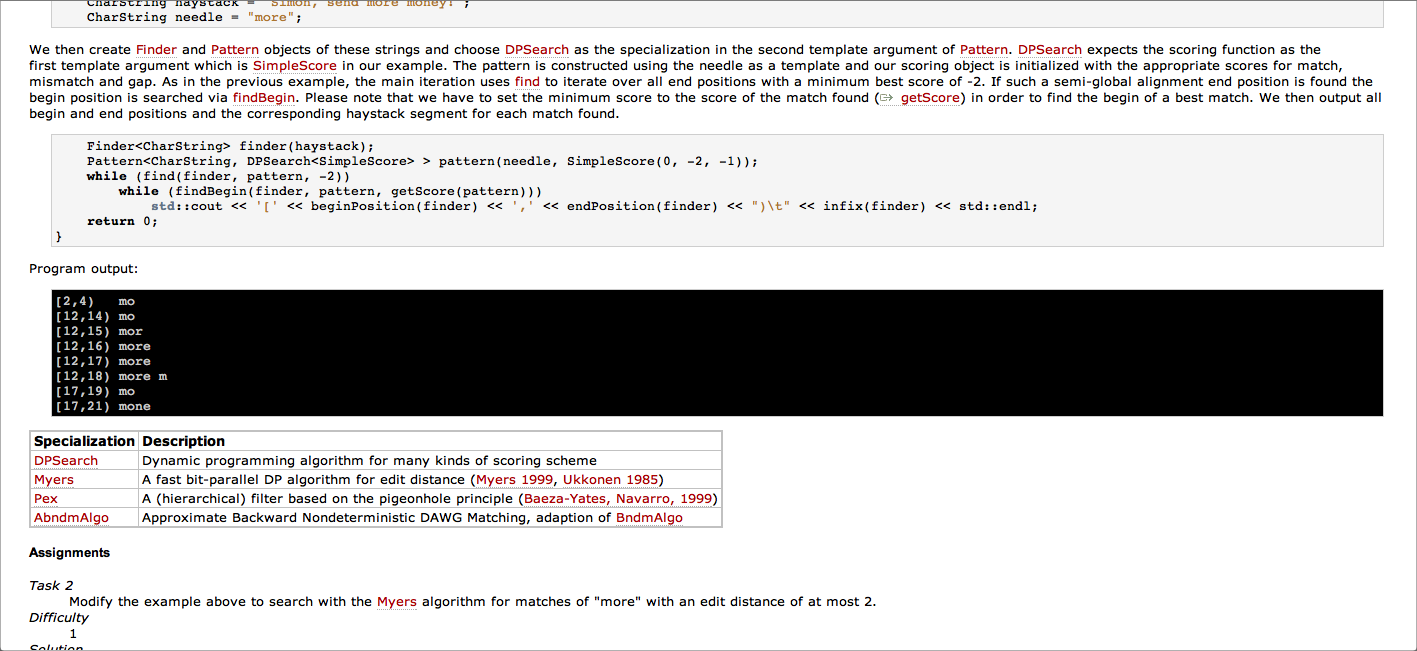 CharString haystack = "Simon, send more money!";
CharString needle = "more";
We then create Finder and Pattern objects of these strings and choose DPSearch as the specialization in the second template argument of Pattern. DPSearch expects the scoring function as the
first template argument which is SimpleScore in our example. The pattern is constructed using the needle as a template and our scoring object is initialized with the appropriate scores for match,
mismatch and gap. As in the previous example, the main iteration uses find to iterate over all end positions with a minimum best score of -2. If such a semi-global alignment end position is found the
begin position is searched via findBegin. Please note that we have to set the minimum score to the score of the match found (getScore) in order to find the begin of a best match. We then output all
begin and end positions and the corresponding haystack segment for each match found.
Finder<CharString> finder(haystack);
Pattern<CharString, DPSearch<SimpleScore> > pattern(needle, SimpleScore(0, -2, -1));
while (find(finder, pattern, -2))
while (findBegin(finder, pattern, getScore(pattern)))
std::cout << '[' << beginPosition(finder) << ',' << endPosition(finder) << ")\t" << infix(finder) << std::endl;
return 0;
}
Program output:
[2,4) mo
[12,14) mo
[12,15) mor
[12,16) more
[12,17) more
[12,18) more m
[17,19) mo
[17,21) mone
Specialization Description
DPSearch Dynamic programming algorithm for many kinds of scoring scheme
Myers A fast bit-parallel DP algorithm for edit distance (Myers 1999, Ukkonen 1985)
Pex A (hierarchical) filter based on the pigeonhole principle (Baeza-Yates, Navarro, 1999)
AbndmAlgo Approximate Backward Nondeterministic DAWG Matching, adaption of BndmAlgo
Assignments
Task 2
Modify the example above to search with the Myers algorithm for matches of "more" with an edit distance of at most 2.
Difficulty
1
Solution